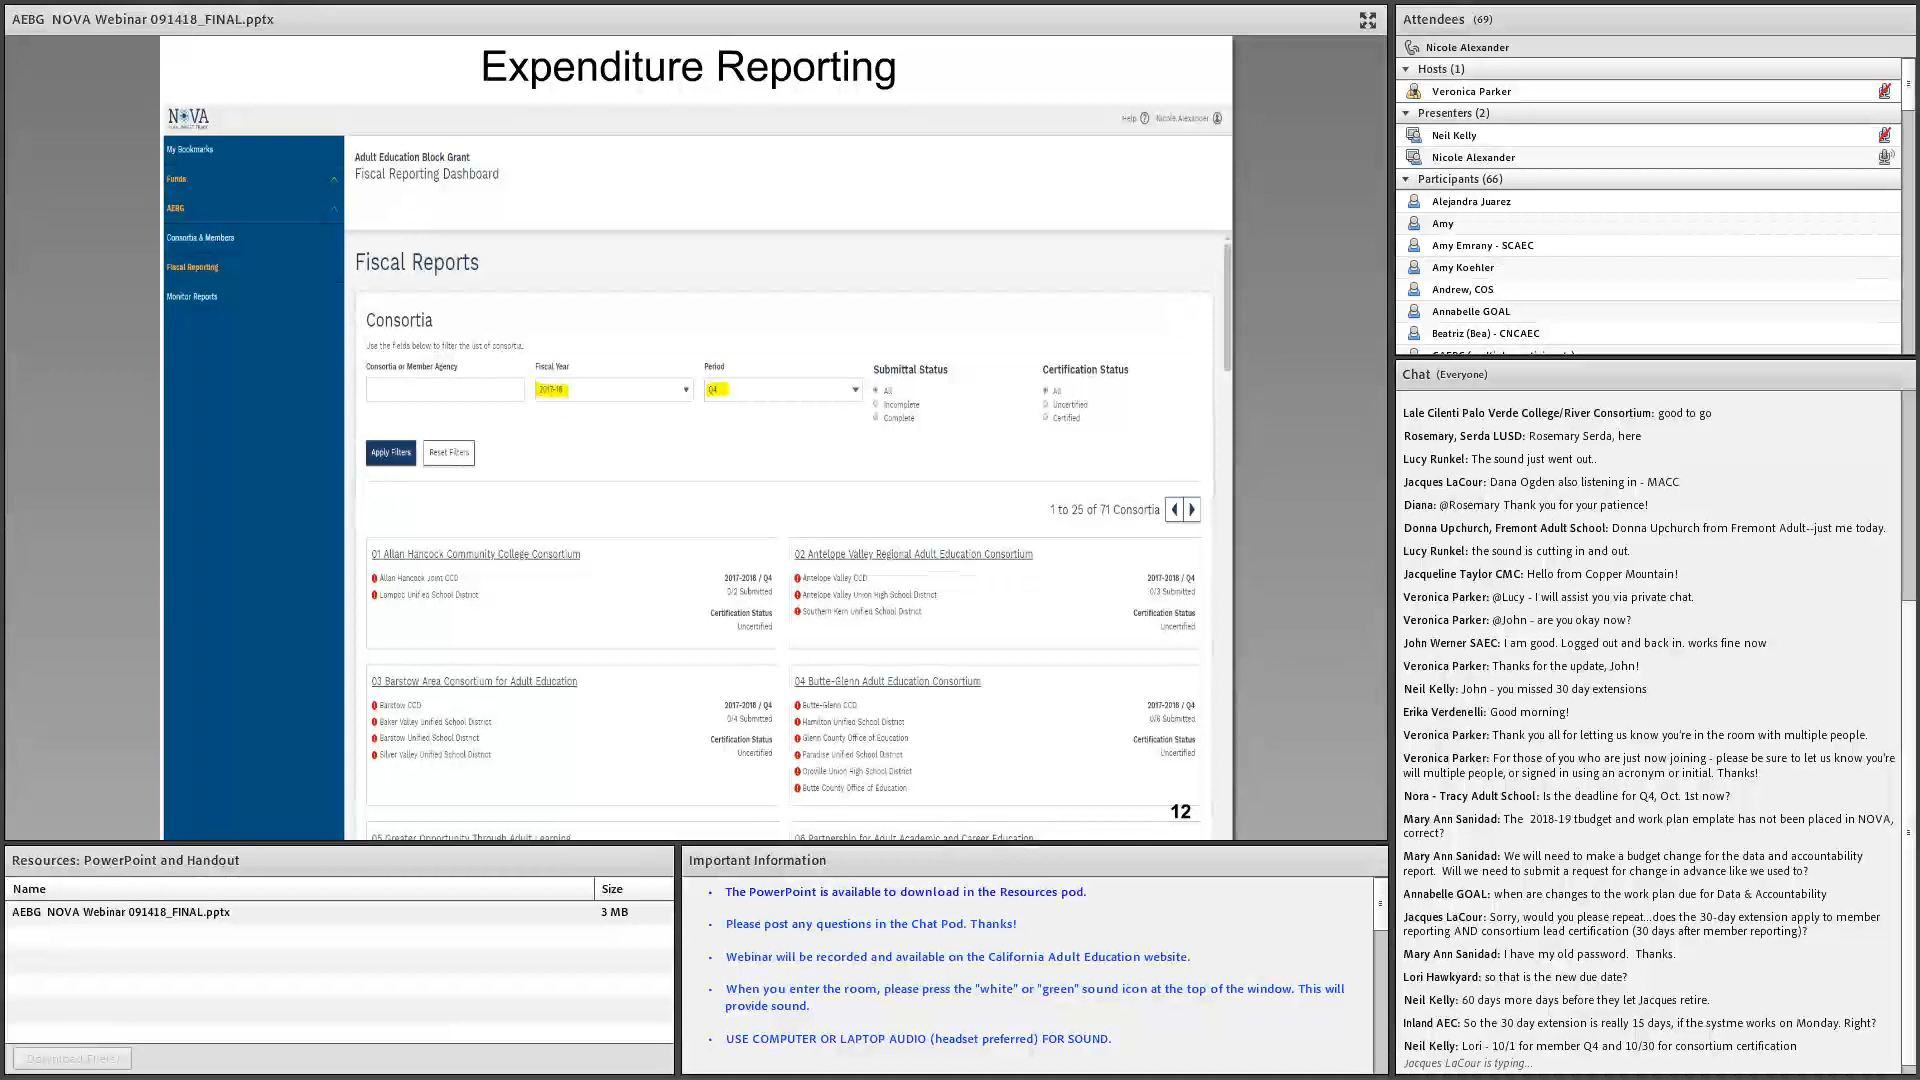 AEBG NOVA Webinar 091418_FINAL.pptx
Expenditure Reporting
NOVA
Help
Nicole Alexander
My Bookmarks
Funds
AEBG
Consortia & Members
Fiscal Reporting
Monitor Reports
Adult Education Block Grant
Fiscal Reporting Dashboard
Fiscal Reports
Consortia
Use the fields below to filter the list of consortia.
Consortia or Member Agency
Fiscal Year
Period
Submittal Status
Certification Status
2017-18
Q4
All
Incomplete
Complete
All
Uncertified
Certified
Apply Filters
Reset Filters
1 to 25 of 71 Consortia
01 Allan Hancock Community College Consortium
Allan Hancock Joint CCD
Lompoc Unified School District
2017-2018 / Q4
0/2 Submitted
Certification Status
Uncertified
02 Antelope Valley Regional Adult Education Consortium
Antelope Valley CCD
Antelope Valley Union High School District
Southern Kern Unified School District
2017-2018 / Q4
0/3 Submitted
Certification Status
Uncertified
03 Barstow Area Consortium for Adult Education
Barstow CCD
Baker Valley Unified School District
Barstow Unified School District
Silver Valley Unified School District
2017-2018 / Q4
0/4 Submitted
Certification Status
Uncertified
04 Butte-Glenn Adult Education Consortium
Butte-Glenn CCD
Hamilton Unified School District
Glenn County Office of Education
Paradise Unified School District
Oroville Union High School District
Butte County Office of Education
2017-2018 / Q4
0/6 Submitted
Certification Status
Uncertified
12
05 Greater Opportunity Through Adult Learning
06 Partnership for Adult Academic and Career Education
Resources: PowerPoint and Handout
Name
Size
AEBG NOVA Webinar 091418_FINAL.pptx
3 MB
Download File(s)
Important Information
• The PowerPoint is available to download in the Resources pod.
• Please post any questions in the Chat Pod. Thanks!
• Webinar will be recorded and available on the California Adult Education website.
• When you enter the room, please press the "white" or "green" sound icon at the top of the window. This will
provide sound.
• USE COMPUTER OR LAPTOP AUDIO (headset preferred) FOR SOUND.
Attendees (69)
Nicole Alexander
Hosts (1)
Veronica Parker
Presenters (2)
Neil Kelly
Nicole Alexander
Participants (66)
Alejandra Juarez
Amy
Amy Emrany - SCAEC
Amy Koehler
Andrew, COS
Annabelle GOAL
Beatriz (Bea) - CNCAEC
Chat (Everyone)
Lale Cilenti Palo Verde College/River Consortium: good to go
Rosemary, Serda LUSD: Rosemary Serda, here
Lucy Runkel: The sound just went out..
Jacques LaCour: Dana Ogden also listening in - MACC
Diana: @Rosemary Thank you for your patience!
Donna Upchurch, Fremont Adult School: Donna Upchurch from Fremont Adult--just me today.
Lucy Runkel: the sound is cutting in and out.
Jacqueline Taylor CMC: Hello from Copper Mountain!
Veronica Parker: @Lucy - I will assist you via private chat.
Veronica Parker: @John - are you okay now?
John Werner SAEC: I am good. Logged out and back in. works fine now
Veronica Parker: Thanks for the update, John!
Neil Kelly: John - you missed 30 day extensions
Erika Verdenelli: Good morning!
Veronica Parker: Thank you all for letting us know you're in the room with multiple people.
Veronica Parker: For those of you who are just now joining - please be sure to let us know you're
will multiple people, or signed in using an acronym or initial. Thanks!
Nora - Tracy Adult School: Is the deadline for Q4, Oct. 1st now?
Mary Ann Sanidad: The 2018-19 tbudget and work plan emplate has not been placed in NOVA,
correct?
Mary Ann Sanidad: We will need to make a budget change for the data and accountability
report. Will we need to submit a request for change in advance like we used to?
Annabelle GOAL: when are changes to the work plan due for Data & Accountability
Jacques LaCour: Sorry, would you please repeat...does the 30-day extension apply to member
reporting AND consortium lead certification (30 days after member reporting)?
Mary Ann Sanidad: I have my old password. Thanks.
Lori Hawkyard: so that is the new due date?
Neil Kelly: 60 days more days before they let Jacques retire.
Inland AEC: So the 30 day extension is really 15 days, if the systme works on Monday. Right?
Neil Kelly: Lori - 10/1 for member Q4 and 10/30 for consortium certification
Jacques LaCour is typing...